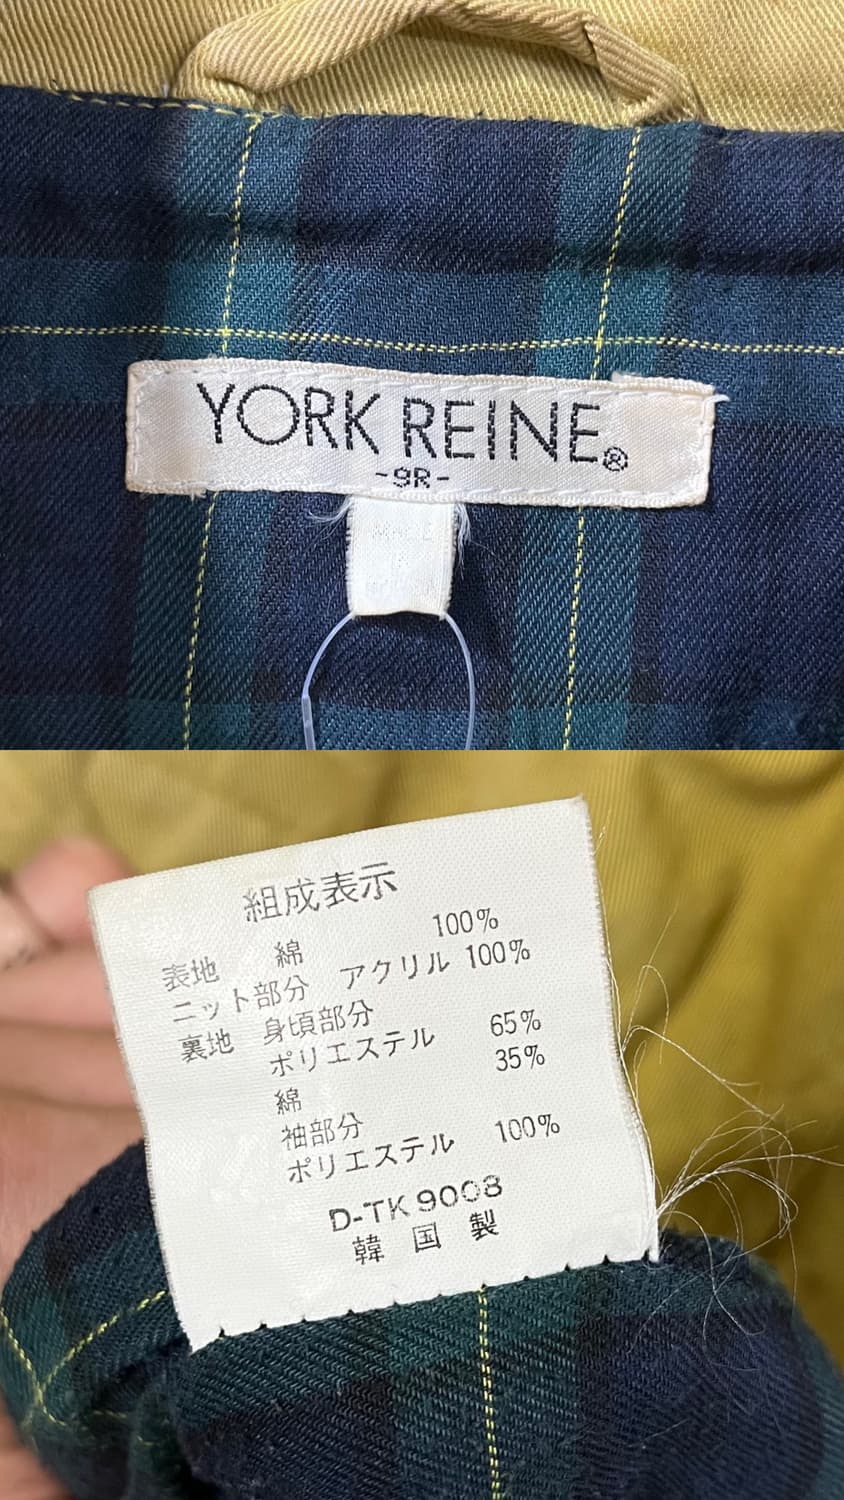 YORK REINE®
-9R-
MADE
組成表示
表地 綿 100%
ニット部分 アクリル 100%
裏地 身頃部分
ポリエステル 65%
綿 35%
袖部分
ポリエステル 100%
D-TK 9008
韓国製